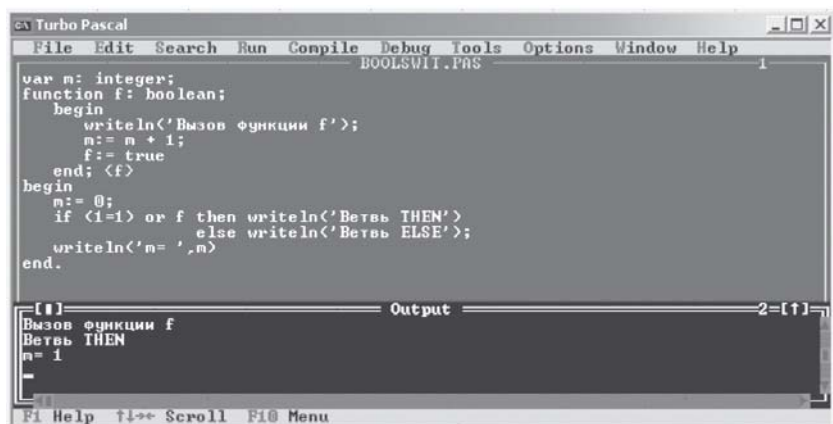 Turbo Pascal
File Edit Search Run Compile Debug Tools Options Window Help
BOOLSWIT.PAS 1
var m: integer;
function f: boolean;
begin
writeln('Вызов функции f');
m:= m + 1;
f:= true
end; {f}
begin
m:= 0;
if (1=1) or f then writeln('Ветвь THEN')
else writeln('Ветвь ELSE');
writeln('m= ',m)
end.
Output 2=[↑]
Вызов функции f
Ветвь THEN
m= 1
F1 Help ↑↓→← Scroll F10 Menu